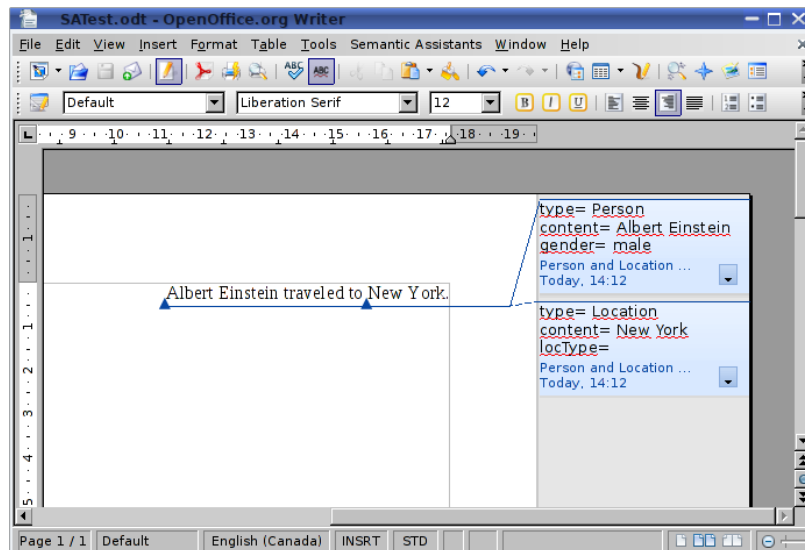 SATest.odt - OpenOffice.org Writer
File Edit View Insert Format Table Tools Semantic Assistants Window Help
ABC ABC
Default Liberation Serif 12 B I U
9 10 11 12 13 14 15 16 17 18 19
type= Person
content= Albert Einstein
gender= male
Person and Location ...
Today, 14:12
Albert Einstein traveled to New York.
type= Location
content= New York
locType=
Person and Location ...
Today, 14:12
1
1
2
3
4
5
Page 1 / 1 Default English (Canada) INSRT STD